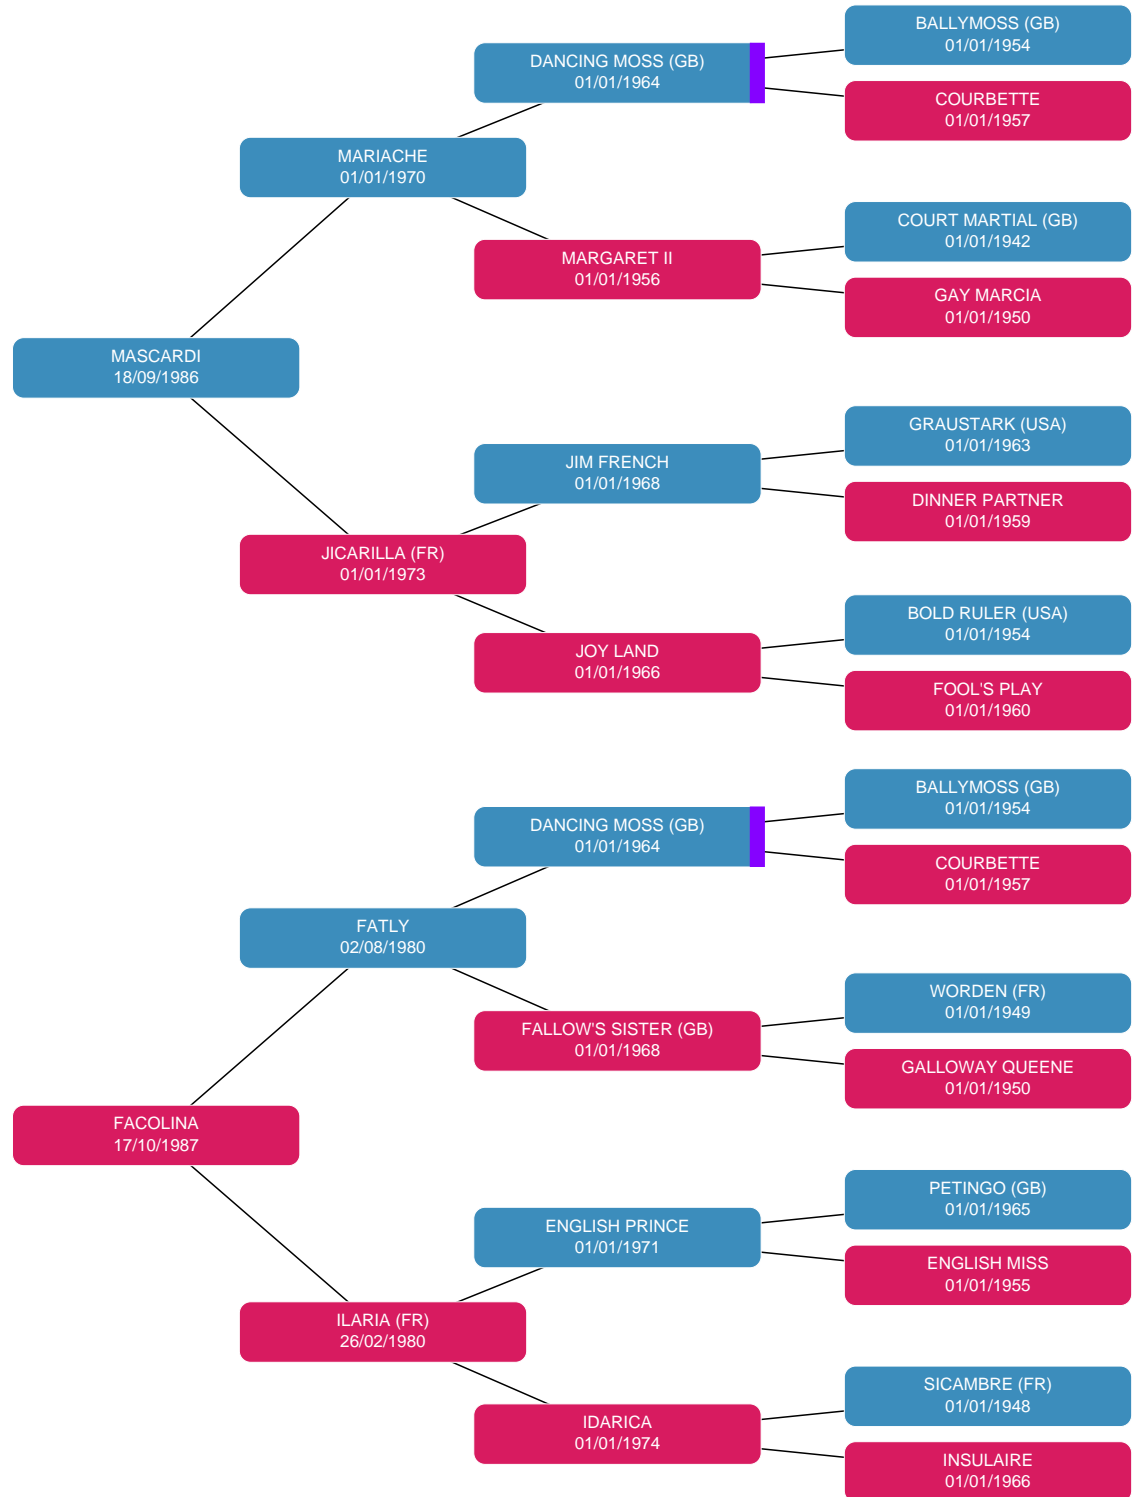 BALLYMOSS (GB)
01/01/1954
DANCING MOSS (GB)
01/01/1964
COURBETTE
01/01/1957
MARIACHE
01/01/1970
COURT MARTIAL (GB)
01/01/1942
MARGARET II
01/01/1956
GAY MARCIA
01/01/1950
MASCARDI
18/09/1986
GRAUSTARK (USA)
01/01/1963
JIM FRENCH
01/01/1968
DINNER PARTNER
01/01/1959
JICARILLA (FR)
01/01/1973
BOLD RULER (USA)
01/01/1954
JOY LAND
01/01/1966
FOOL'S PLAY
01/01/1960
BALLYMOSS (GB)
01/01/1954
DANCING MOSS (GB)
01/01/1964
COURBETTE
01/01/1957
FATLY
02/08/1980
WORDEN (FR)
01/01/1949
FALLOW'S SISTER (GB)
01/01/1968
GALLOWAY QUEENE
01/01/1950
FACOLINA
17/10/1987
PETINGO (GB)
01/01/1965
ENGLISH PRINCE
01/01/1971
ENGLISH MISS
01/01/1955
ILARIA (FR)
26/02/1980
SICAMBRE (FR)
01/01/1948
IDARICA
01/01/1974
INSULAIRE
01/01/1966